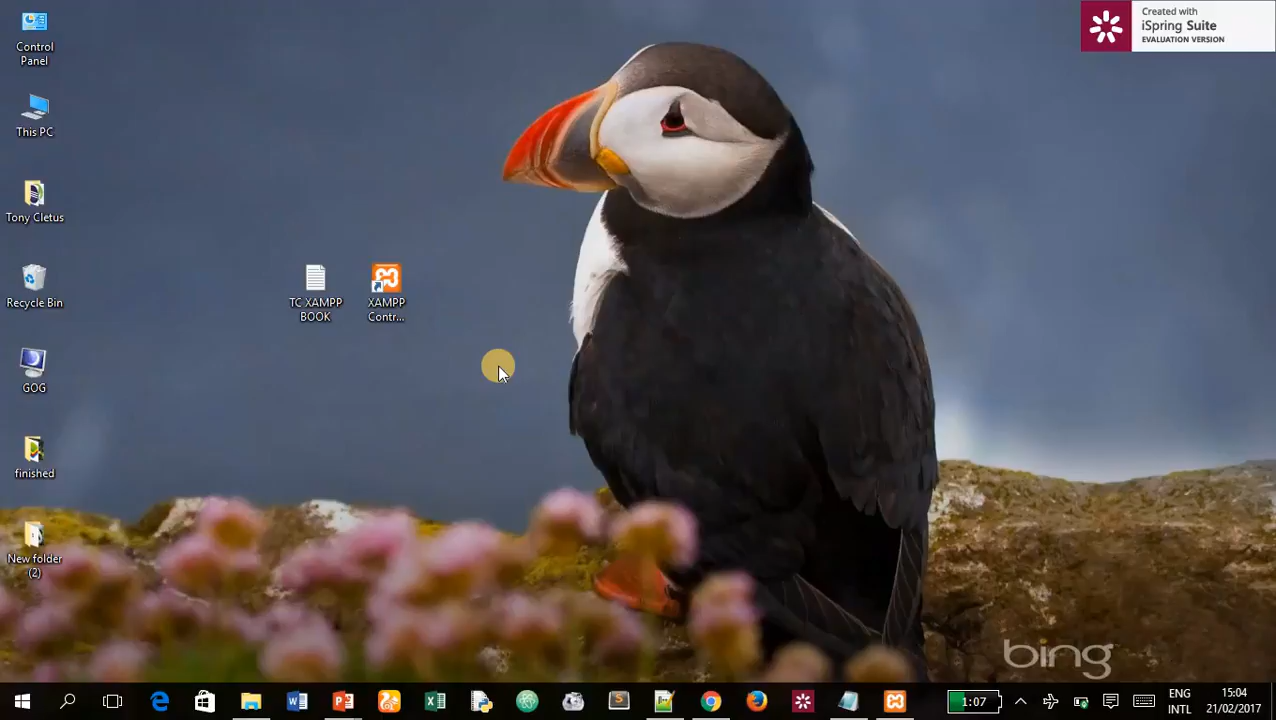 Control
Panel
This PC
Tony Cletus
Recycle Bin
GOG
finished
New folder
(2)
TC XAMPP
BOOK
XAMPP
Contr...
Created with
iSpring Suite
EVALUATION VERSION
bing
1:07
ENG
INTL
15:04
21/02/2017